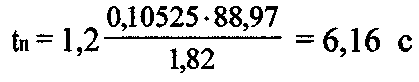 tп = 1,2 0,10525·88,97 / 1,82 = 6,16 с